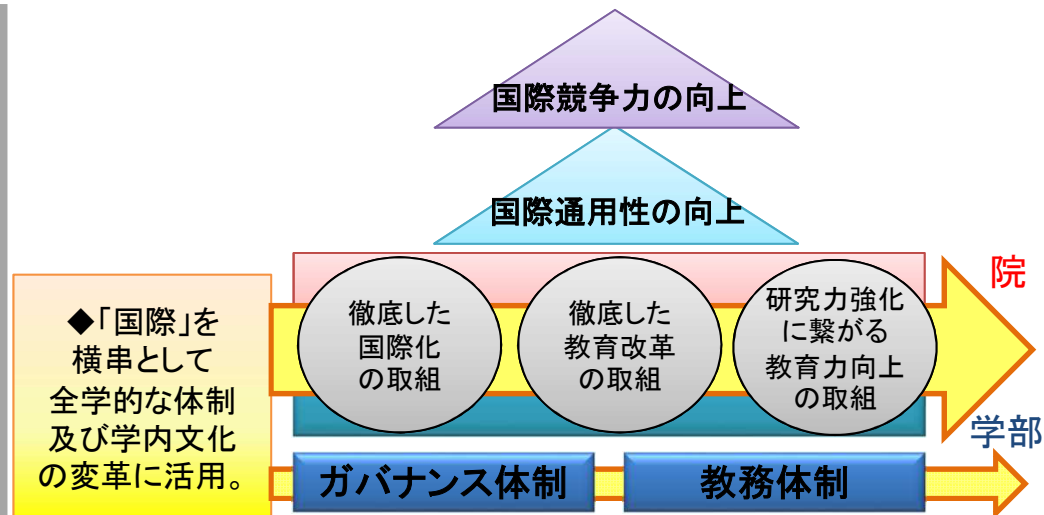 国際競争力の向上
国際通用性の向上
院
◆「国際」を
横串として
全学的な体制
及び学内文化
の変革に活用。
徹底した
国際化
の取組
徹底した
教育改革
の取組
研究力強化
に繋がる
教育力向上
の取組
学部
ガバナンス体制
教務体制